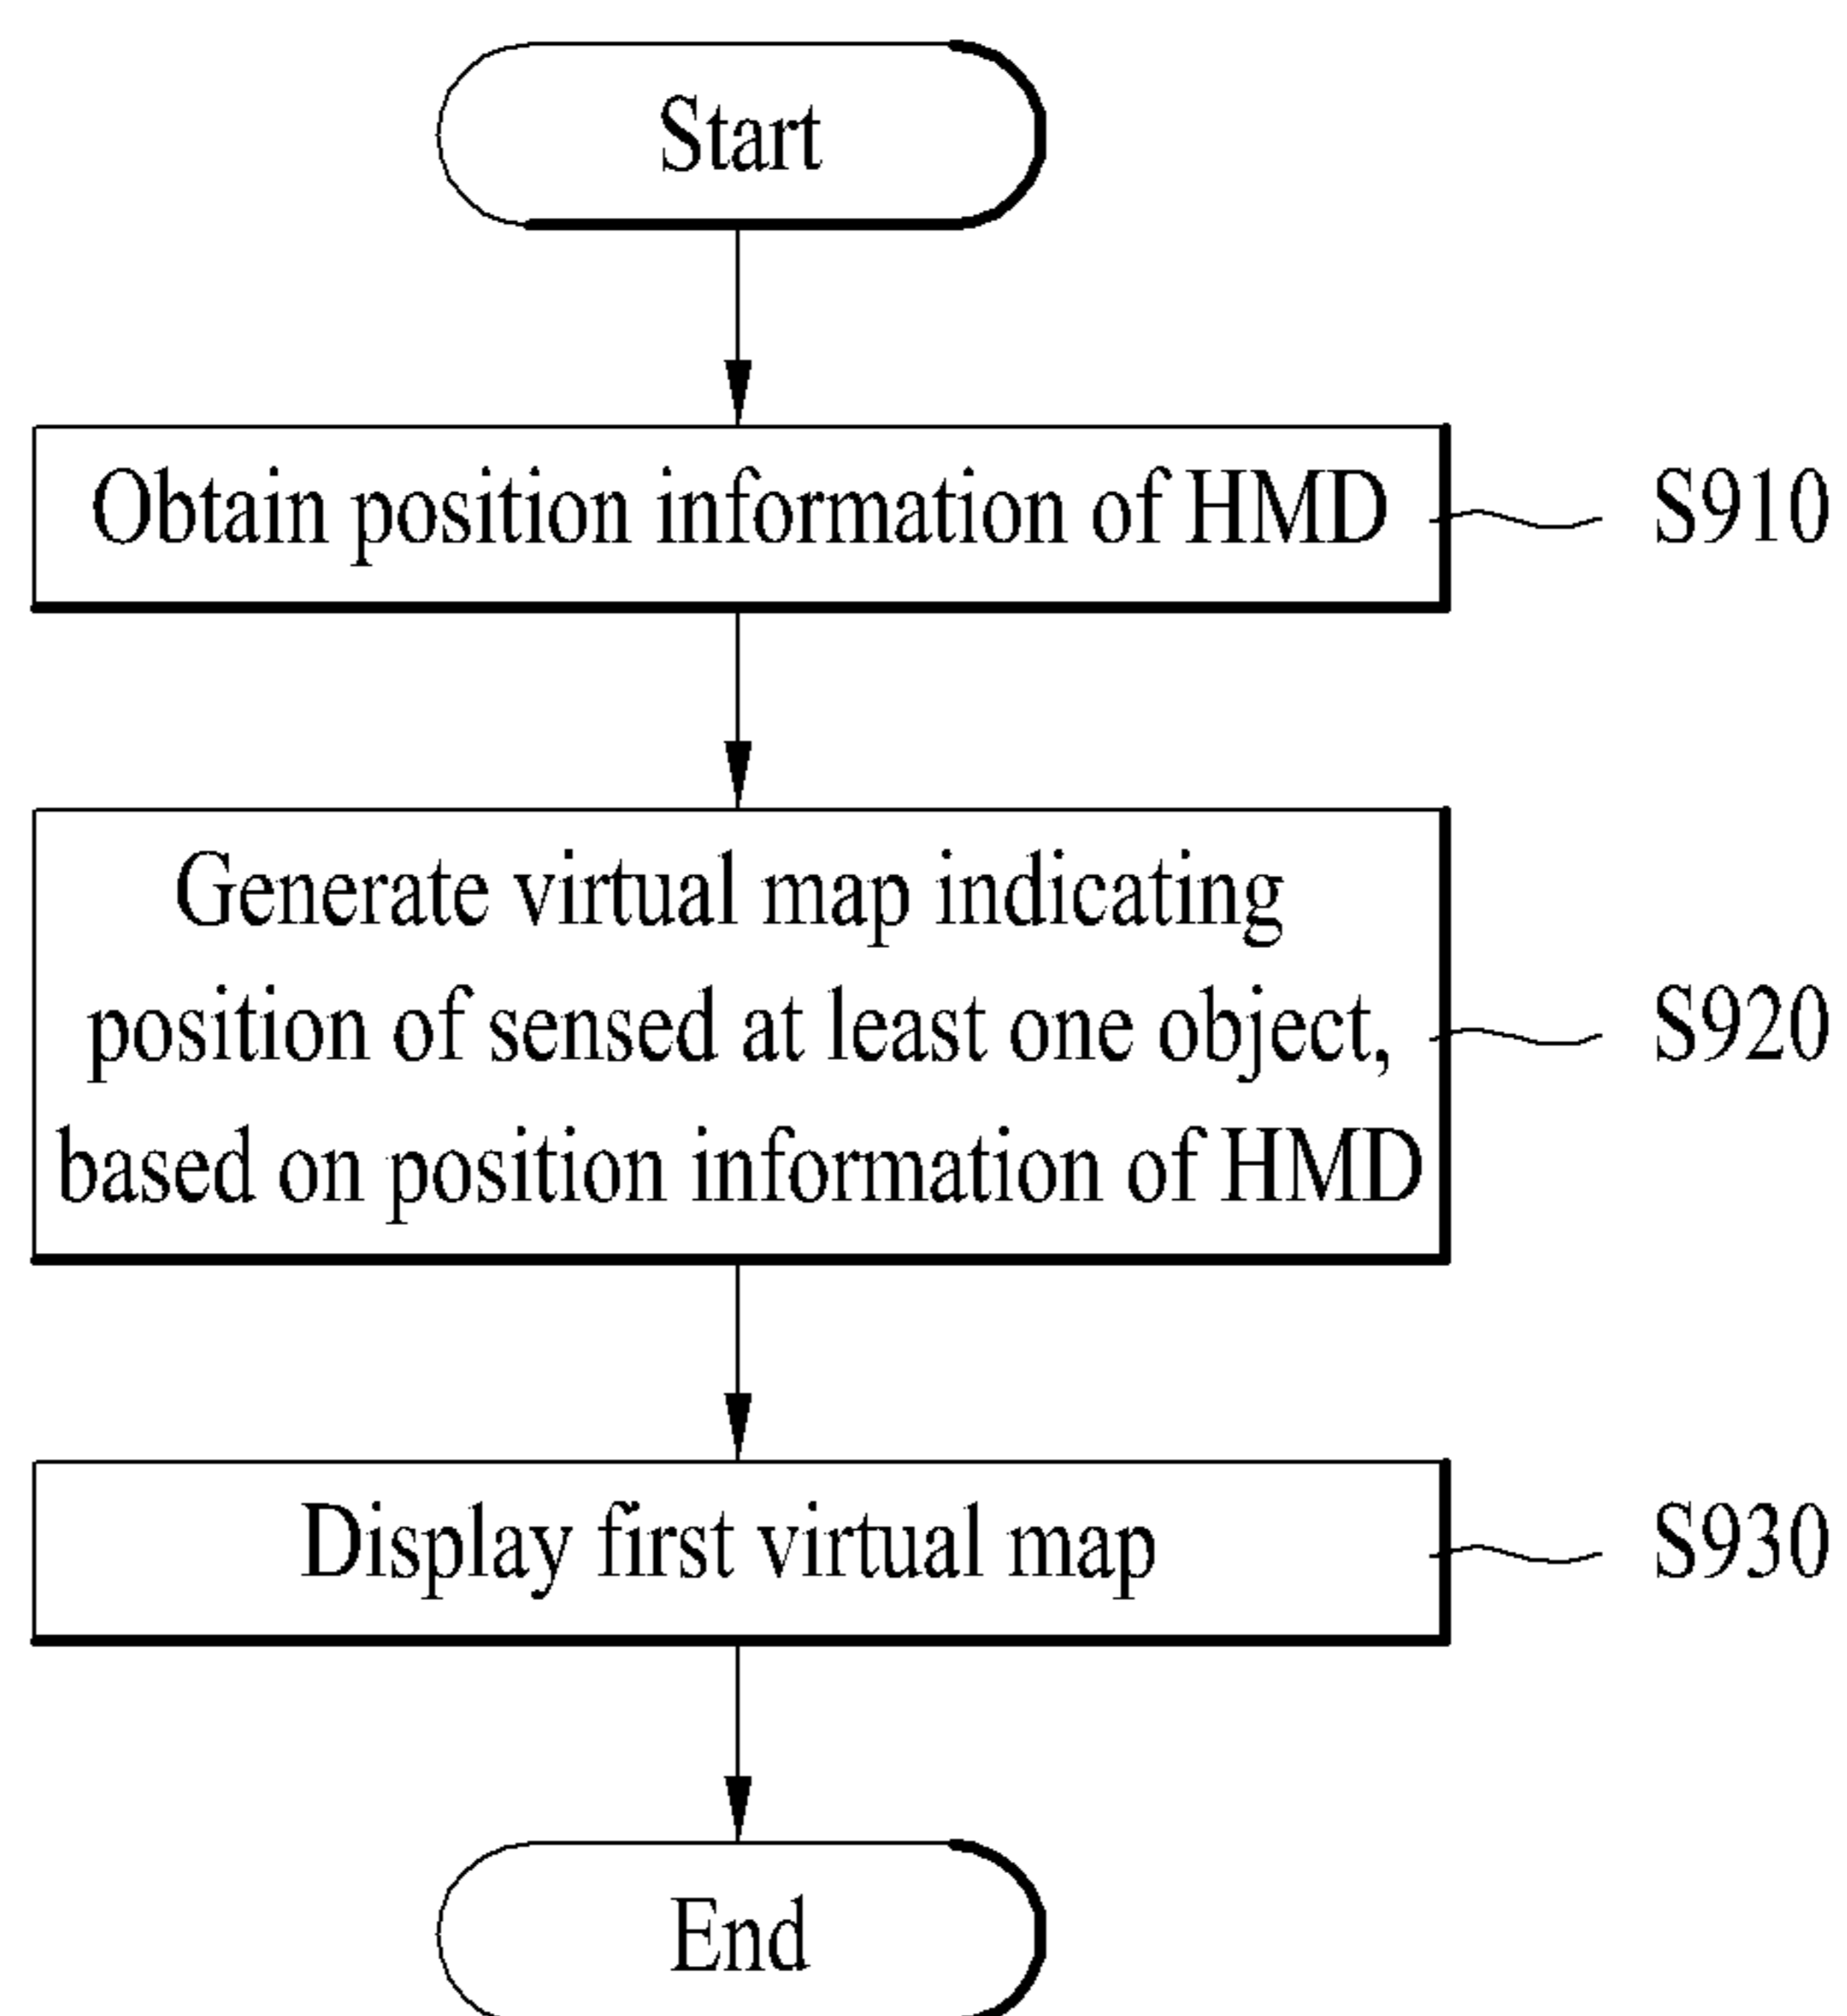 Start
Obtain position information of HMD
S910
Generate virtual map indicating
position of sensed at least one object,
based on position information of HMD
S920
Display first virtual map
S930
End